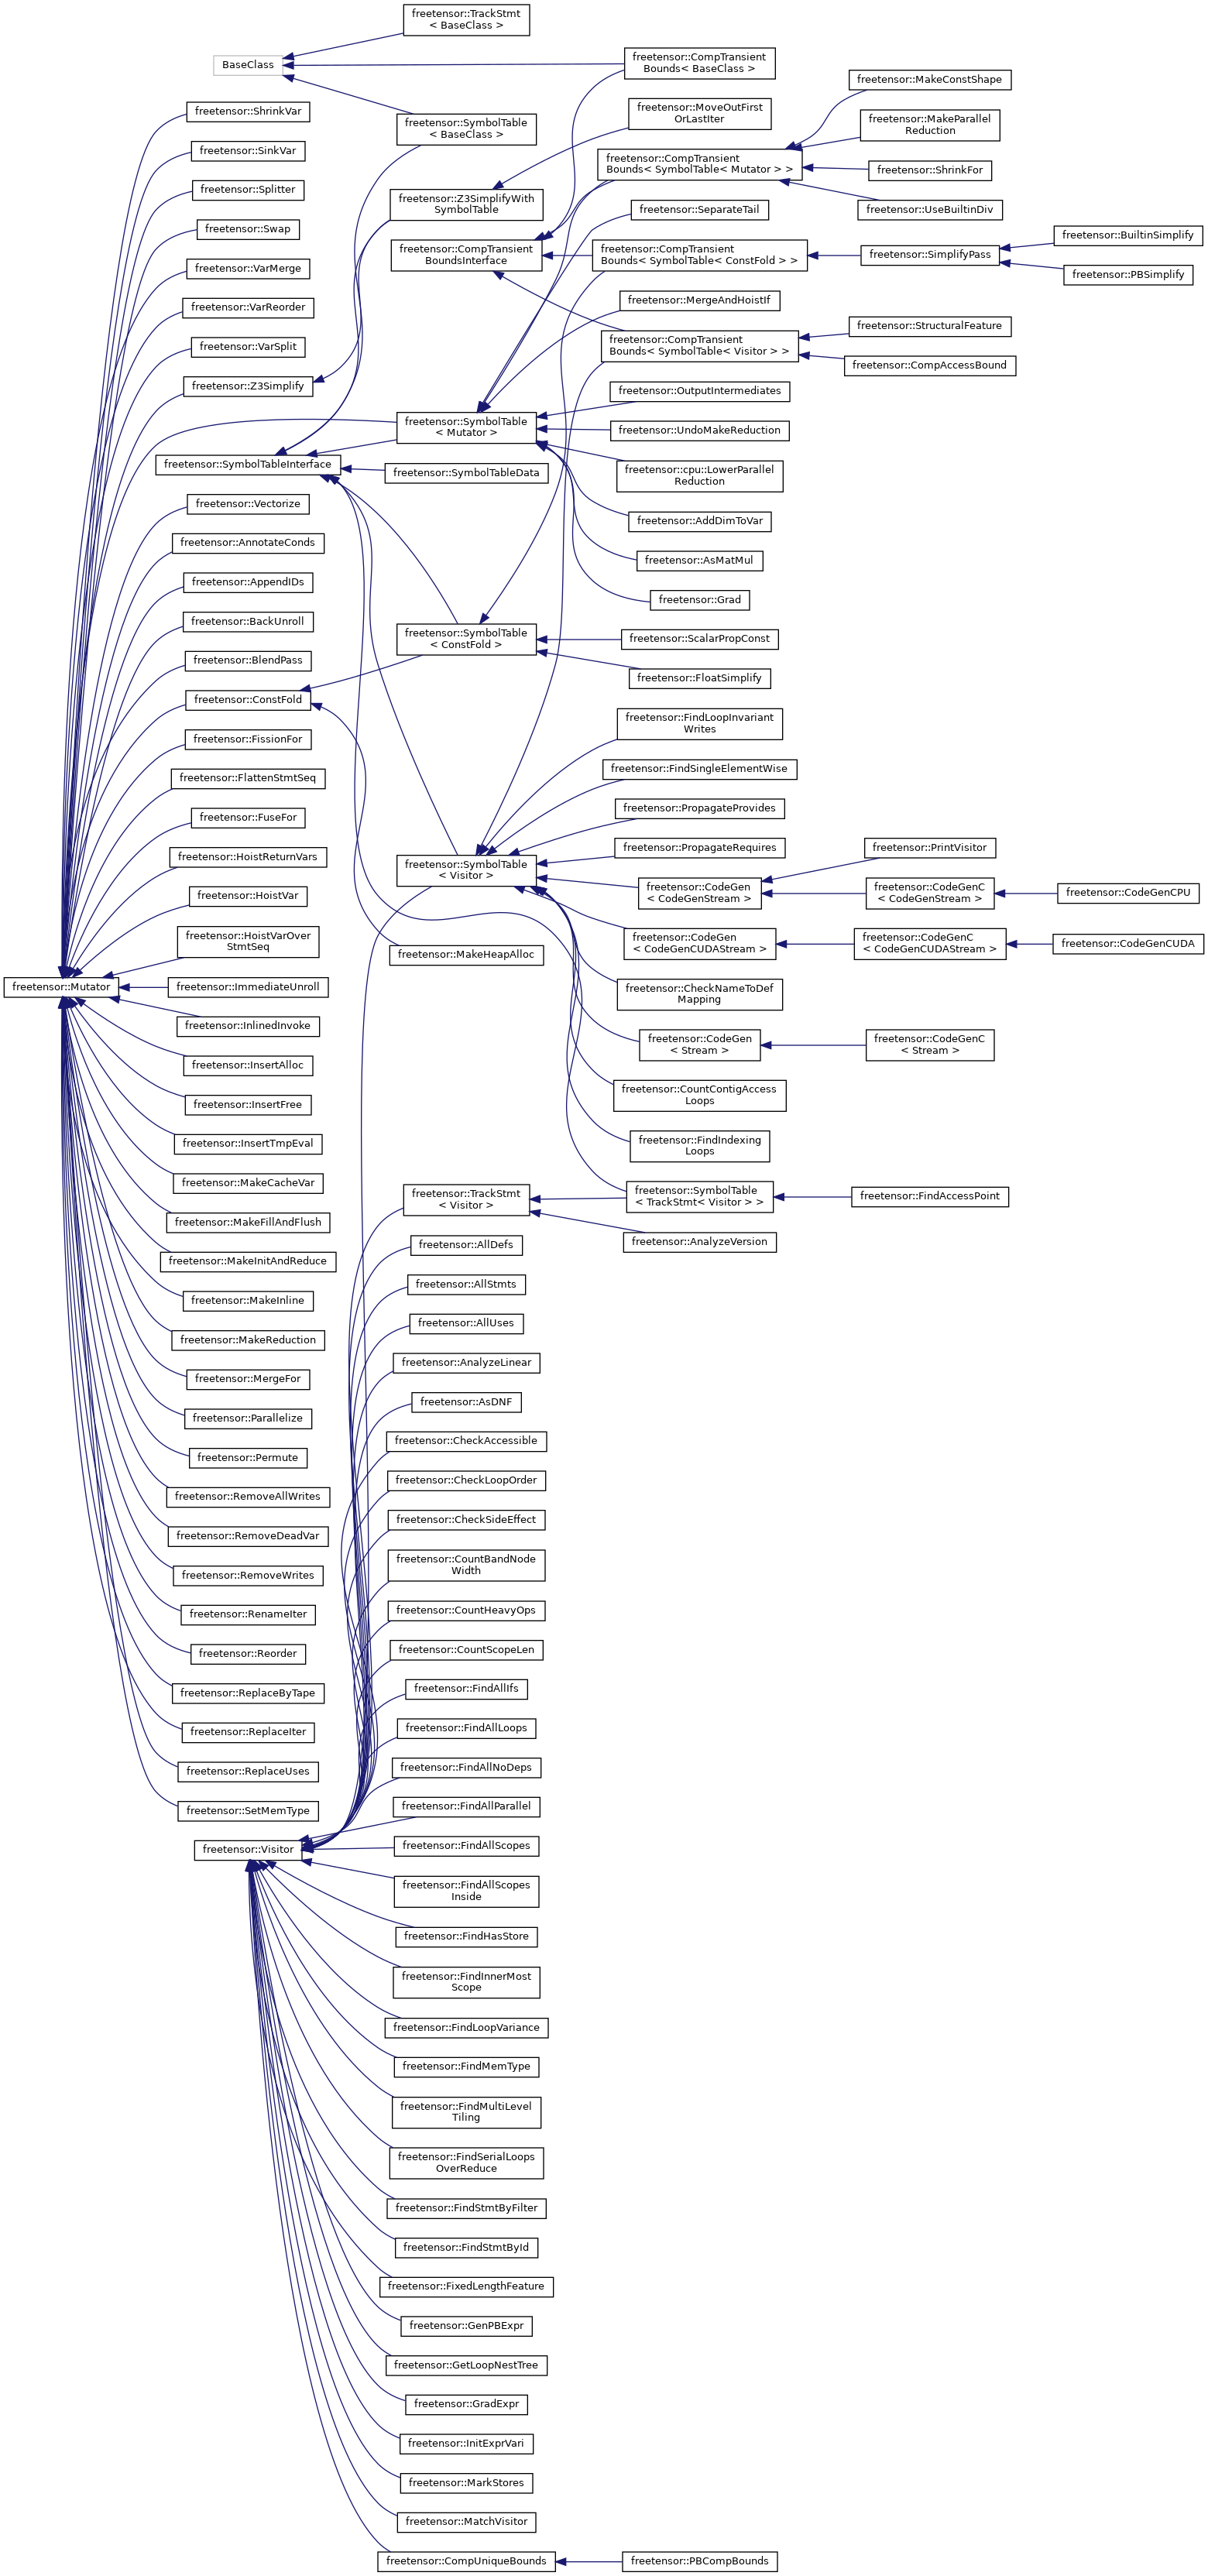 freetensor::TrackStmt
< BaseClass >
BaseClass
freetensor::CompTransient
Bounds< BaseClass >
freetensor::SymbolTable
< BaseClass >
freetensor::MakeConstShape
freetensor::MoveOutFirst
OrLastIter
freetensor::MakeParallel
Reduction
freetensor::ShrinkVar
freetensor::SinkVar
freetensor::CompTransient
Bounds< SymbolTable< Mutator > >
freetensor::ShrinkFor
freetensor::Splitter
freetensor::Z3SimplifyWith
SymbolTable
freetensor::SeparateTail
freetensor::UseBuiltinDiv
freetensor::Swap
freetensor::CompTransient
BoundsInterface
freetensor::CompTransient
Bounds< SymbolTable< ConstFold > >
freetensor::SimplifyPass
freetensor::BuiltinSimplify
freetensor::PBSimplify
freetensor::VarMerge
freetensor::MergeAndHoistIf
freetensor::VarReorder
freetensor::CompTransient
Bounds< SymbolTable< Visitor > >
freetensor::StructuralFeature
freetensor::CompAccessBound
freetensor::VarSplit
freetensor::Z3Simplify
freetensor::OutputIntermediates
freetensor::SymbolTable
< Mutator >
freetensor::UndoMakeReduction
freetensor::SymbolTableInterface
freetensor::SymbolTableData
freetensor::cpu::LowerParallel
Reduction
freetensor::Vectorize
freetensor::AddDimToVar
freetensor::AnnotateConds
freetensor::AsMatMul
freetensor::AppendIDs
freetensor::Grad
freetensor::BackUnroll
freetensor::SymbolTable
< ConstFold >
freetensor::ScalarPropConst
freetensor::BlendPass
freetensor::FloatSimplify
freetensor::ConstFold
freetensor::FindLoopInvariant
Writes
freetensor::FissionFor
freetensor::FindSingleElementWise
freetensor::FlattenStmtSeq
freetensor::PropagateProvides
freetensor::FuseFor
freetensor::PropagateRequires
freetensor::PrintVisitor
freetensor::HoistReturnVars
freetensor::SymbolTable
< Visitor >
freetensor::CodeGen
< CodeGenStream >
freetensor::CodeGenC
< CodeGenStream >
freetensor::CodeGenCPU
freetensor::HoistVar
freetensor::HoistVarOver
StmtSeq
freetensor::MakeHeapAlloc
freetensor::CodeGen
< CodeGenCUDAStream >
freetensor::CodeGenC
< CodeGenCUDAStream >
freetensor::CodeGenCUDA
freetensor::Mutator
freetensor::ImmediateUnroll
freetensor::CheckNameToDef
Mapping
freetensor::InlinedInvoke
freetensor::CodeGen
< Stream >
freetensor::CodeGenC
< Stream >
freetensor::InsertAlloc
freetensor::CountContigAccess
Loops
freetensor::InsertFree
freetensor::InsertTmpEval
freetensor::FindIndexing
Loops
freetensor::MakeCacheVar
freetensor::TrackStmt
< Visitor >
freetensor::SymbolTable
< TrackStmt< Visitor > >
freetensor::FindAccessPoint
freetensor::MakeFillAndFlush
freetensor::AllDefs
freetensor::AnalyzeVersion
freetensor::MakeInitAndReduce
freetensor::AllStmts
freetensor::MakeInline
freetensor::AllUses
freetensor::MakeReduction
freetensor::AnalyzeLinear
freetensor::MergeFor
freetensor::AsDNF
freetensor::Parallelize
freetensor::CheckAccessible
freetensor::Permute
freetensor::CheckLoopOrder
freetensor::RemoveAllWrites
freetensor::CheckSideEffect
freetensor::RemoveDeadVar
freetensor::CountBandNode
Width
freetensor::RemoveWrites
freetensor::CountHeavyOps
freetensor::RenameIter
freetensor::CountScopeLen
freetensor::Reorder
freetensor::FindAllIfs
freetensor::ReplaceByTape
freetensor::FindAllLoops
freetensor::ReplaceIter
freetensor::FindAllNoDeps
freetensor::ReplaceUses
freetensor::FindAllParallel
freetensor::SetMemType
freetensor::Visitor
freetensor::FindAllScopes
freetensor::FindAllScopes
Inside
freetensor::FindHasStore
freetensor::FindInnerMost
Scope
freetensor::FindLoopVariance
freetensor::FindMemType
freetensor::FindMultiLevel
Tiling
freetensor::FindSerialLoops
OverReduce
freetensor::FindStmtByFilter
freetensor::FindStmtById
freetensor::FixedLengthFeature
freetensor::GenPBExpr
freetensor::GetLoopNestTree
freetensor::GradExpr
freetensor::InitExprVari
freetensor::MarkStores
freetensor::MatchVisitor
freetensor::CompUniqueBounds
freetensor::PBCompBounds